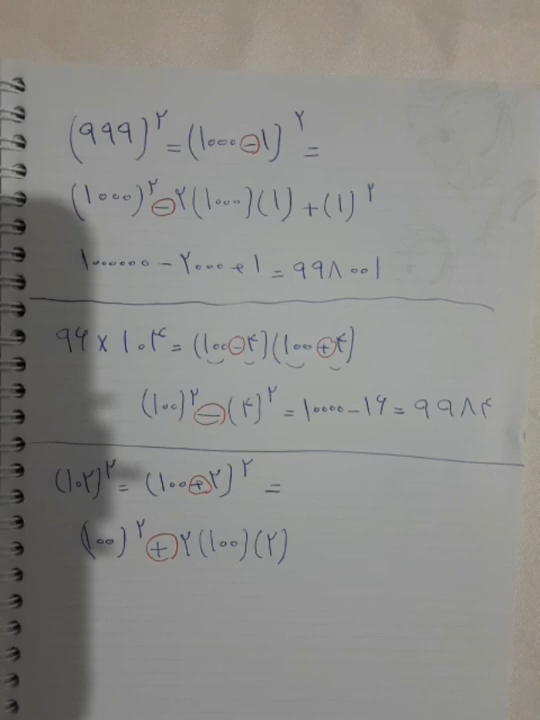 (۹۹۹)^۲ = (۱۰۰۰ - ۱)^۲ =
(۱۰۰۰)^۲ - ۲(۱۰۰۰)(۱) + (۱)^۲
۱۰۰۰۰۰۰ - ۲۰۰۰ + ۱ = ۹۹۸۰۰۱
۹۶ × ۱۰۴ = (۱۰۰ - ۴)(۱۰۰ + ۴)
(۱۰۰)^۲ - (۴)^۲ = ۱۰۰۰۰ - ۱۶ = ۹۹۸۴
(۱۰۲)^۲ = (۱۰۰ + ۲)^۲ =
(۱۰۰)^۲ + ۲(۱۰۰)(۲)